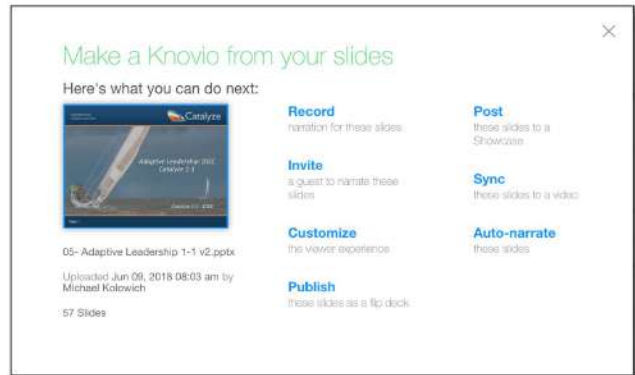 Make a Knovio from your slides
Here's what you can do next:
Catalyze
Adaptive Leadership 2002
Catalyze 1-1
05- Adaptive Leadership 1-1 v2.pptx
Uploaded Jun 09, 2018 08:03 am by
Michael Kolowich
57 Slides
Record
narration for these slides
Invite
a guest to narrate these
slides
Customize
the viewer experience
Publish
these slides as a flip deck
Post
these slides to a
Showcase
Sync
these slides to a video
Auto-narrate
these slides